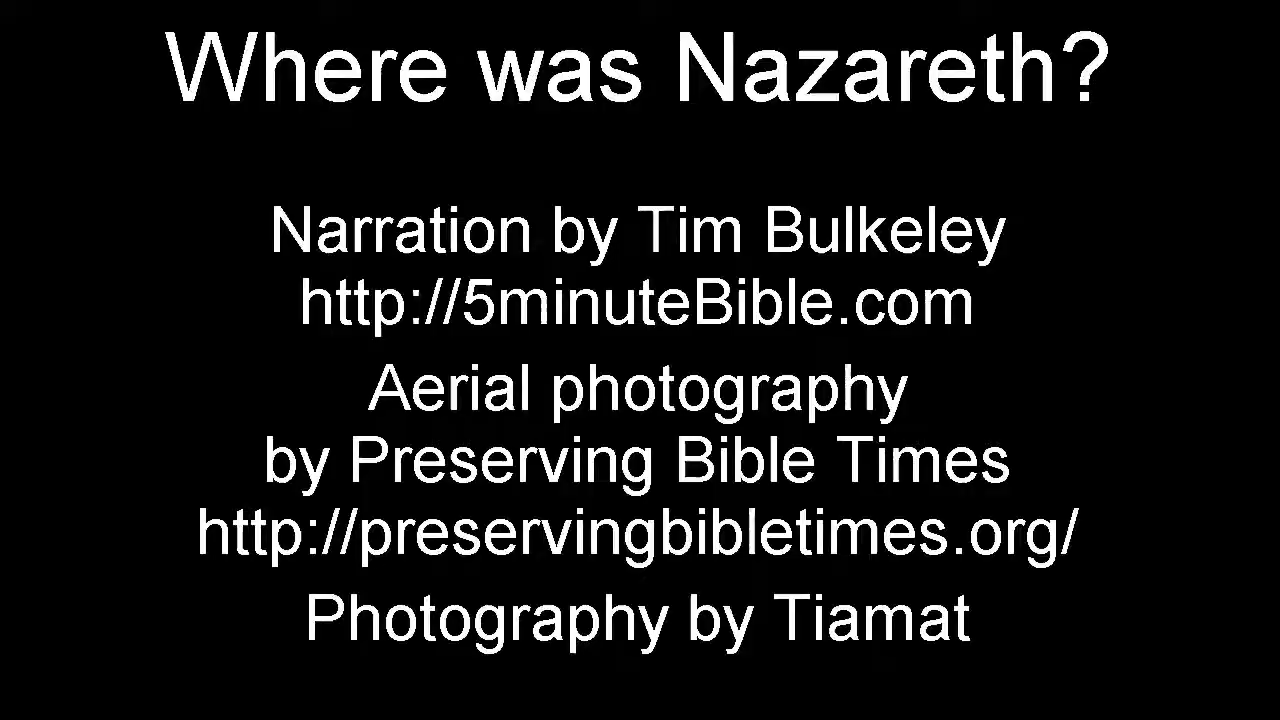 Where was Nazareth?
Narration by Tim Bulkeley
http://5minuteBible.com
Aerial photography
by Preserving Bible Times
http://preservingbibletimes.org/
Photography by Tiamat